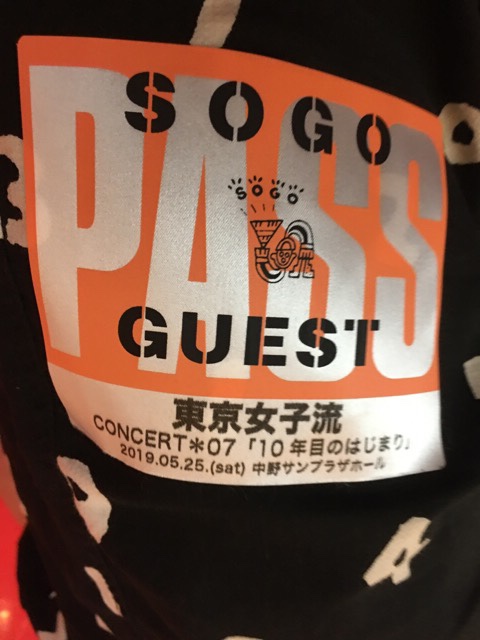 SOGO
PASS
SOGO
GUEST
東京女子流
CONCERT*07「10年目のはじまり」
2019.05.25.(sat) 中野サンプラザホール